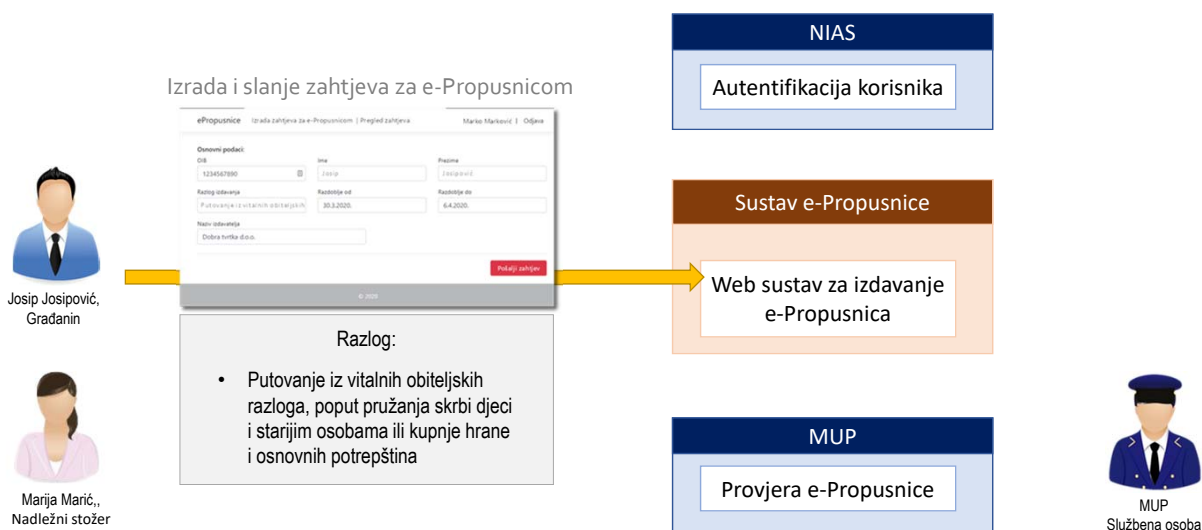 NIAS
Autentifikacija korisnika
Izrada i slanje zahtjeva za e-Propusnicom
ePropusnice Izrada zahtjeva za e-Propusnicom | Pregled zahtjeva Marko Marković | Odjava
Osnovni podaci:
OIB Ime Prezime
1234567890 Josip Josipović
Razlog izdavanja Razdoblje od Razdoblje do
Putovanje iz vitalnih obiteljskih 30.3.2020. 6.4.2020.
Naziv izdavatelja
Dobra tvrtka d.o.o.
Pošalji zahtjev
© 2020
Sustav e-Propusnice
Web sustav za izdavanje
e-Propusnica
Josip Josipović,
Građanin
Razlog:
• Putovanje iz vitalnih obiteljskih
razloga, poput pružanja skrbi djeci
i starijim osobama ili kupnje hrane
i osnovnih potrepština
Marija Marić,,
Nadležni stožer
MUP
Provjera e-Propusnice
MUP
Službena osoba